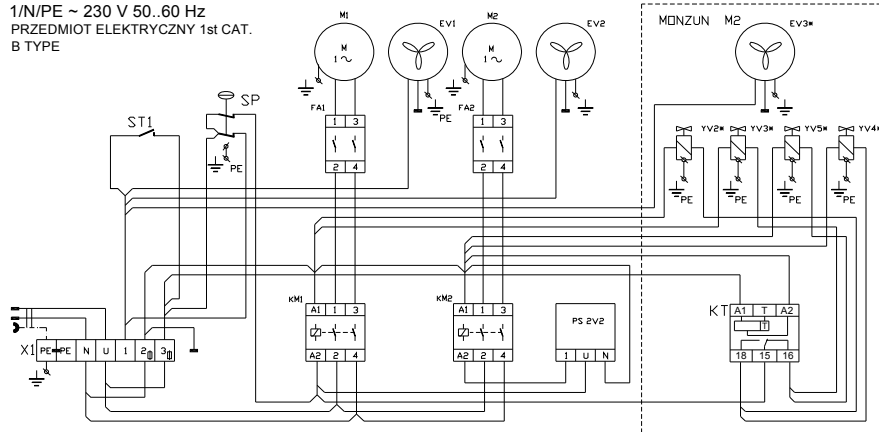 1/N/PE ~ 230 V 50..60 Hz
PRZEDMIOT ELEKTRYCZNY 1st CAT.
B TYPE
M1
EV1
M2
EV2
MONZUN M2
EV3*
M
1 ~
M
1 ~
SP
ST1
FA1
FA2
PE
1 3
1 3
YV2*
YV3*
YV5*
YV4*
2 4
2 4
PE
PE
PE
PE
PE
KM1
KM2
A1 1 3
A1 1 3
PS 2V2
KT
A1 T A2
T
X1
PE PE N U 1 2 3
A2 2 4
A2 2 4
1 U N
18 15 16